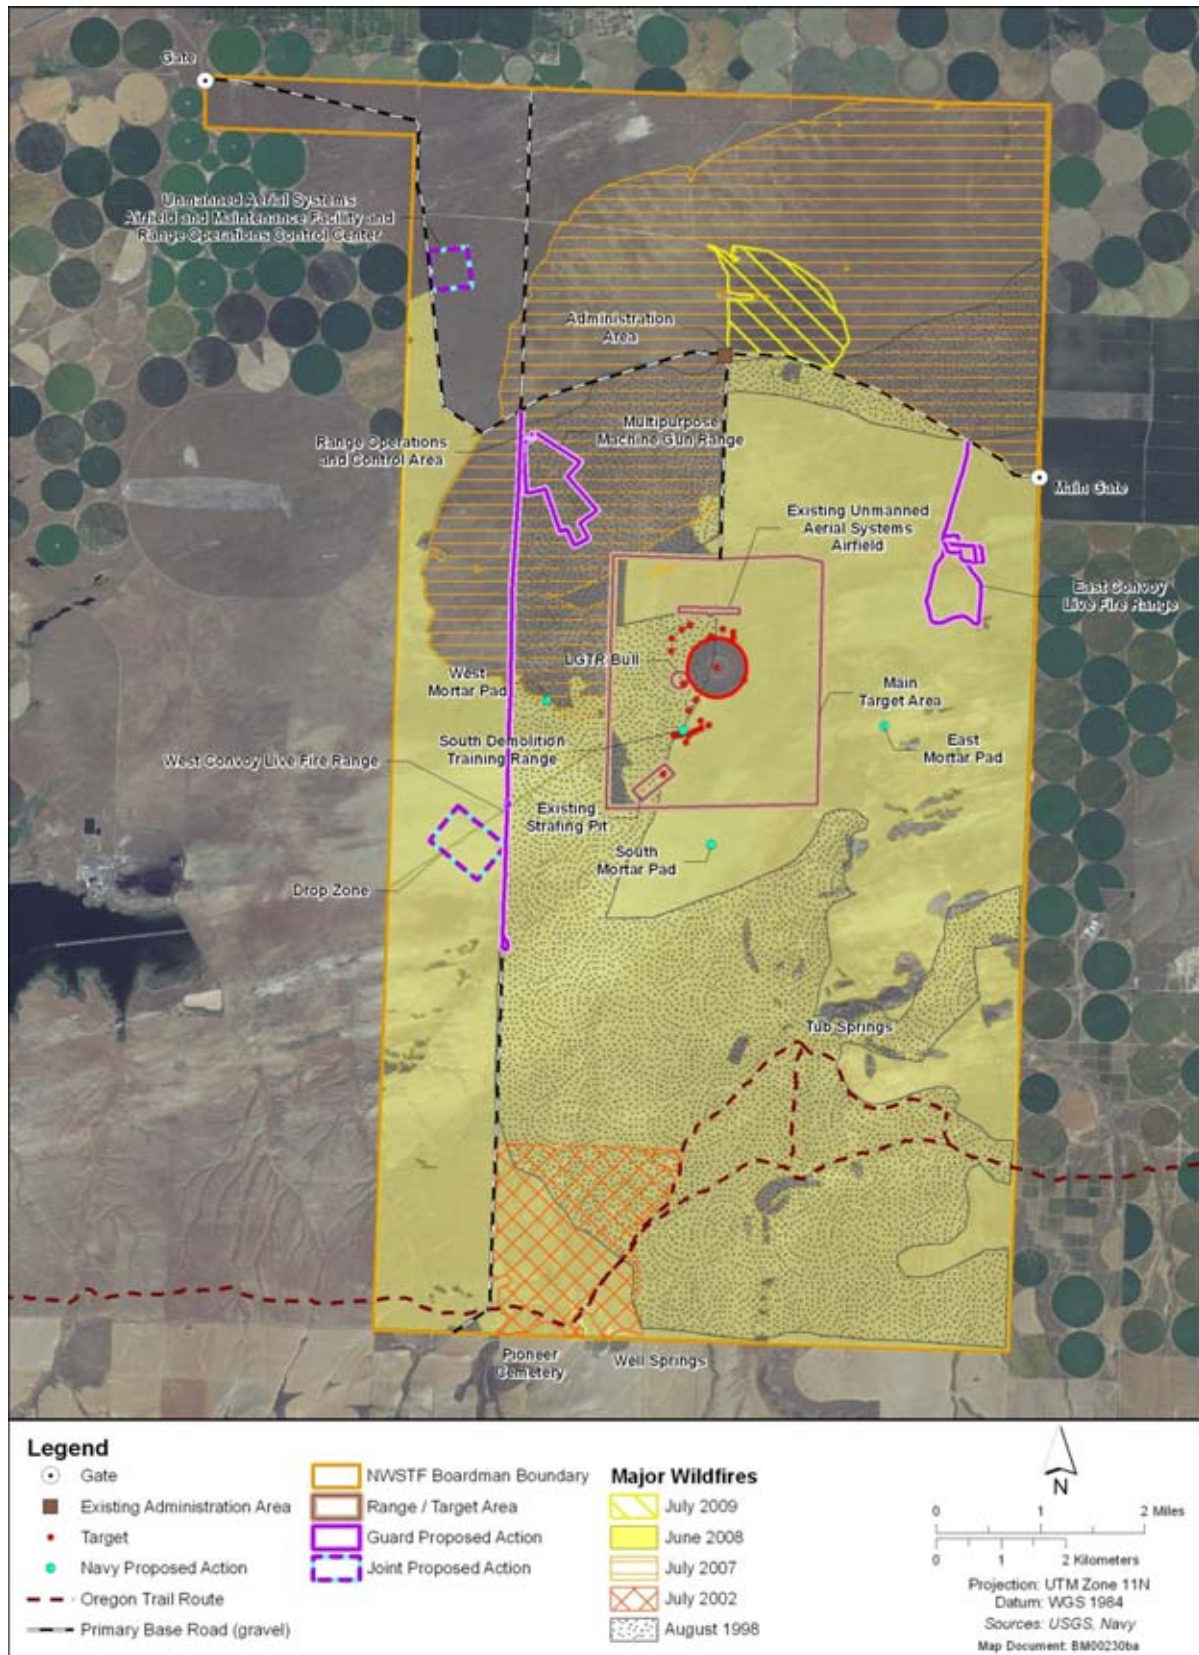 Gate
Unmanned Aerial Systems
Airfield and Maintenance Facility and
Range Operations Control Center
Administration
Area
Range Operations
and Control Area
Multipurpose
Machine Gun Range
Main Gate
Existing Unmanned
Aerial Systems
Airfield
East Convoy
Live Fire Range
LGTR Bull
West
Mortar Pad
Main
Target Area
South Demolition
Training Range
East
Mortar Pad
West Convoy Live Fire Range
Existing
Strafing Pit
South
Mortar Pad
Drop Zone
Tub Springs
Pioneer
Cemetery
Well Springs
Legend
Gate
Existing Administration Area
Target
Navy Proposed Action
Oregon Trail Route
Primary Base Road (gravel)
NWSTF Boardman Boundary
Range / Target Area
Guard Proposed Action
Joint Proposed Action
Major Wildfires
July 2009
June 2008
July 2007
July 2002
August 1998
N
0 1 2 Miles
0 1 2 Kilometers
Projection: UTM Zone 11N
Datum: WGS 1984
Sources: USGS, Navy
Map Document: BM00230ba